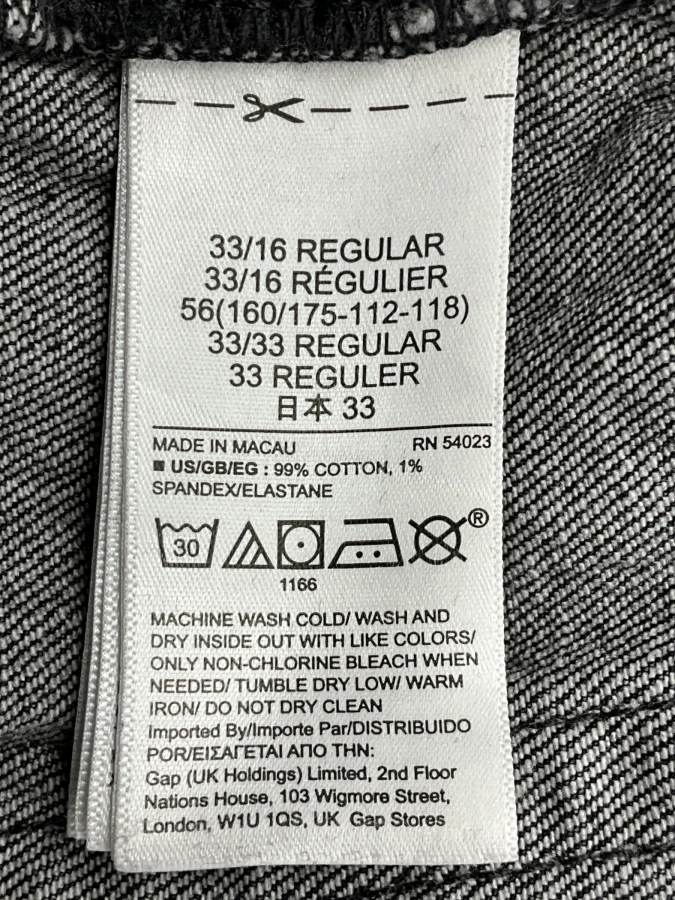 33/16 REGULAR
33/16 RÉGULIER
56(160/175-112-118)
33/33 REGULAR
33 REGULER
日本 33
MADE IN MACAU RN 54023
■ US/GB/EG : 99% COTTON, 1%
SPANDEX/ELASTANE
30 ®
1166
MACHINE WASH COLD/ WASH AND
DRY INSIDE OUT WITH LIKE COLORS/
ONLY NON-CHLORINE BLEACH WHEN
NEEDED/ TUMBLE DRY LOW/ WARM
IRON/ DO NOT DRY CLEAN
Imported By/Importe Par/DISTRIBUIDO
POR/ΕΙΣΑΓΕΤΑΙ ΑΠΟ ΤΗΝ:
Gap (UK Holdings) Limited, 2nd Floor
Nations House, 103 Wigmore Street,
London, W1U 1QS, UK Gap Stores